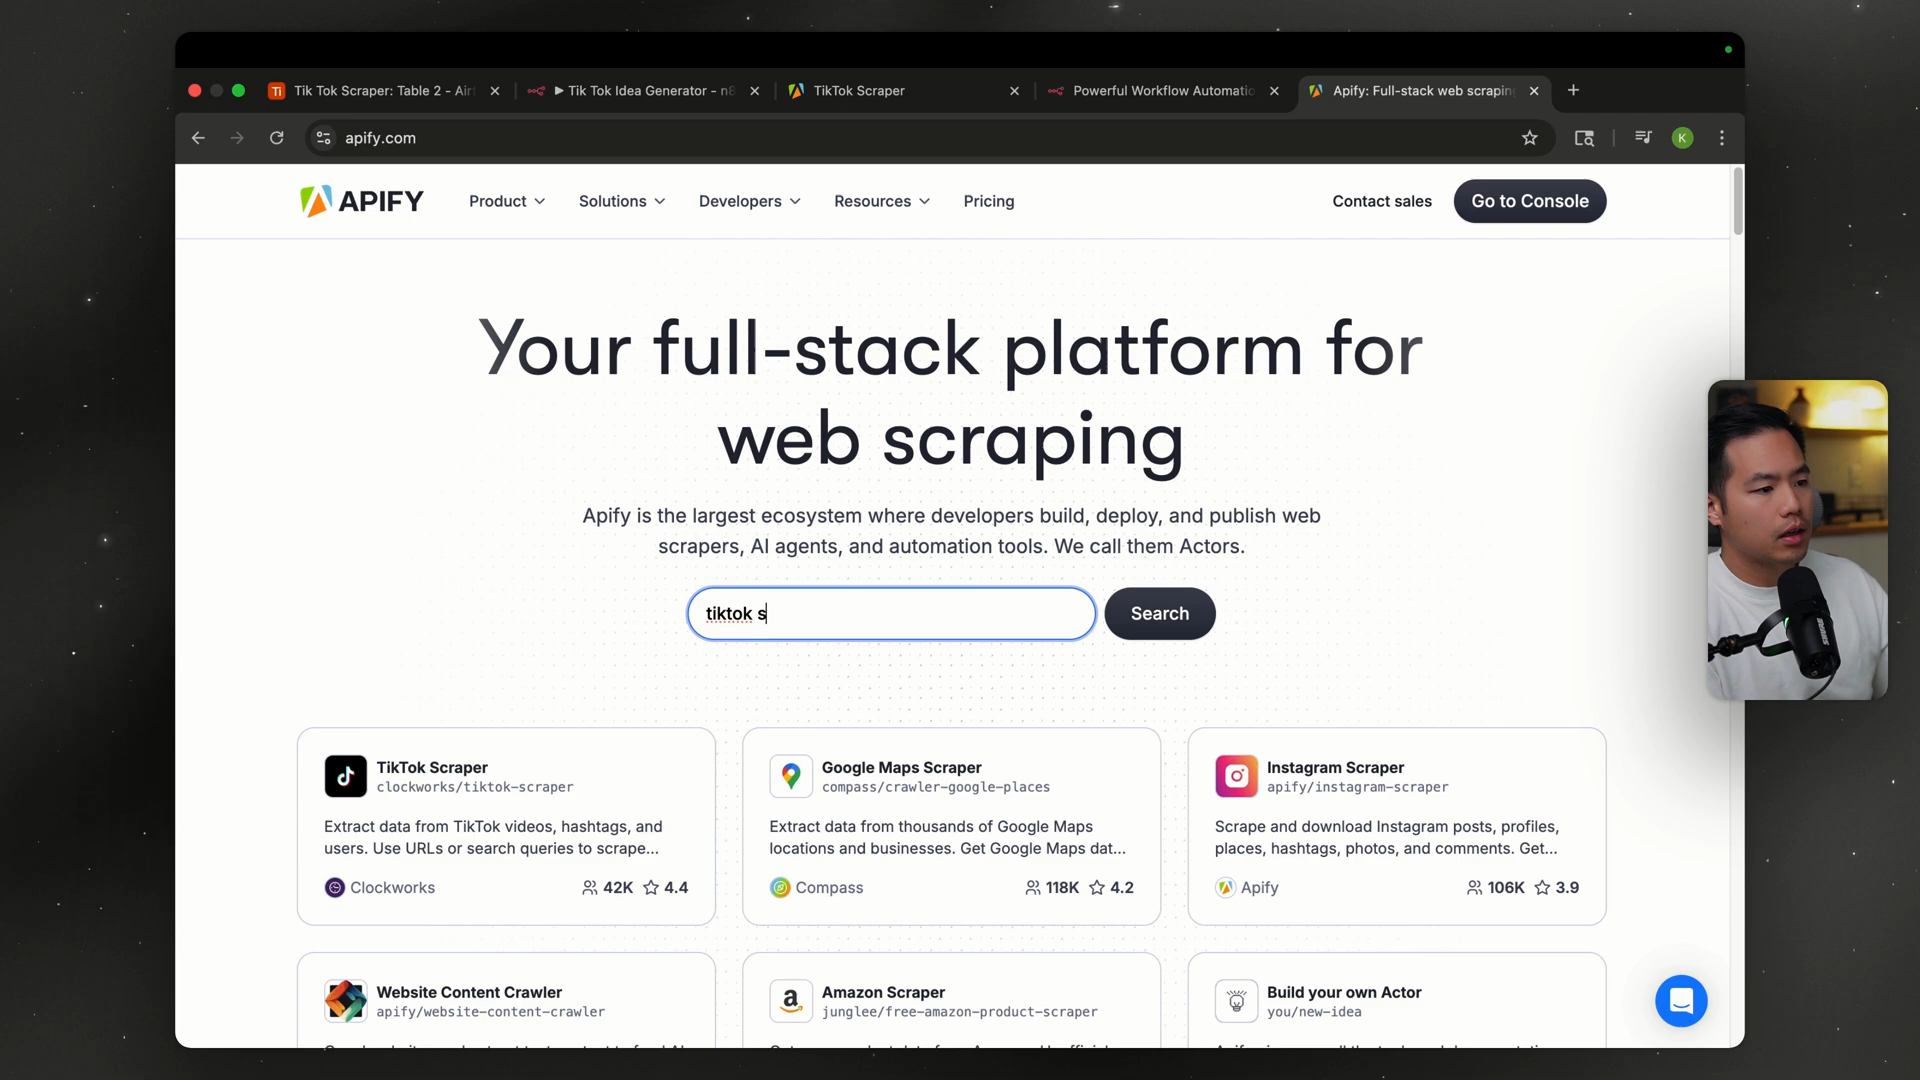 Tik Tok Scraper: Table 2 - Air
▶ Tik Tok Idea Generator - n8
TikTok Scraper
Powerful Workflow Automatio
Apify: Full-stack web scraping
apify.com
K
APIFY
Product
Solutions
Developers
Resources
Pricing
Contact sales
Go to Console
Your full-stack platform for
web scraping
Apify is the largest ecosystem where developers build, deploy, and publish web
scrapers, AI agents, and automation tools. We call them Actors.
tiktok s
Search
TikTok Scraper
clockworks/tiktok-scraper
Extract data from TikTok videos, hashtags, and
users. Use URLs or search queries to scrape...
Clockworks
42K
4.4
Google Maps Scraper
compass/crawler-google-places
Extract data from thousands of Google Maps
locations and businesses. Get Google Maps dat...
Compass
118K
4.2
Instagram Scraper
apify/instagram-scraper
Scrape and download Instagram posts, profiles,
places, hashtags, photos, and comments. Get...
Apify
106K
3.9
Website Content Crawler
apify/website-content-crawler
Amazon Scraper
junglee/free-amazon-product-scraper
Build your own Actor
you/new-idea